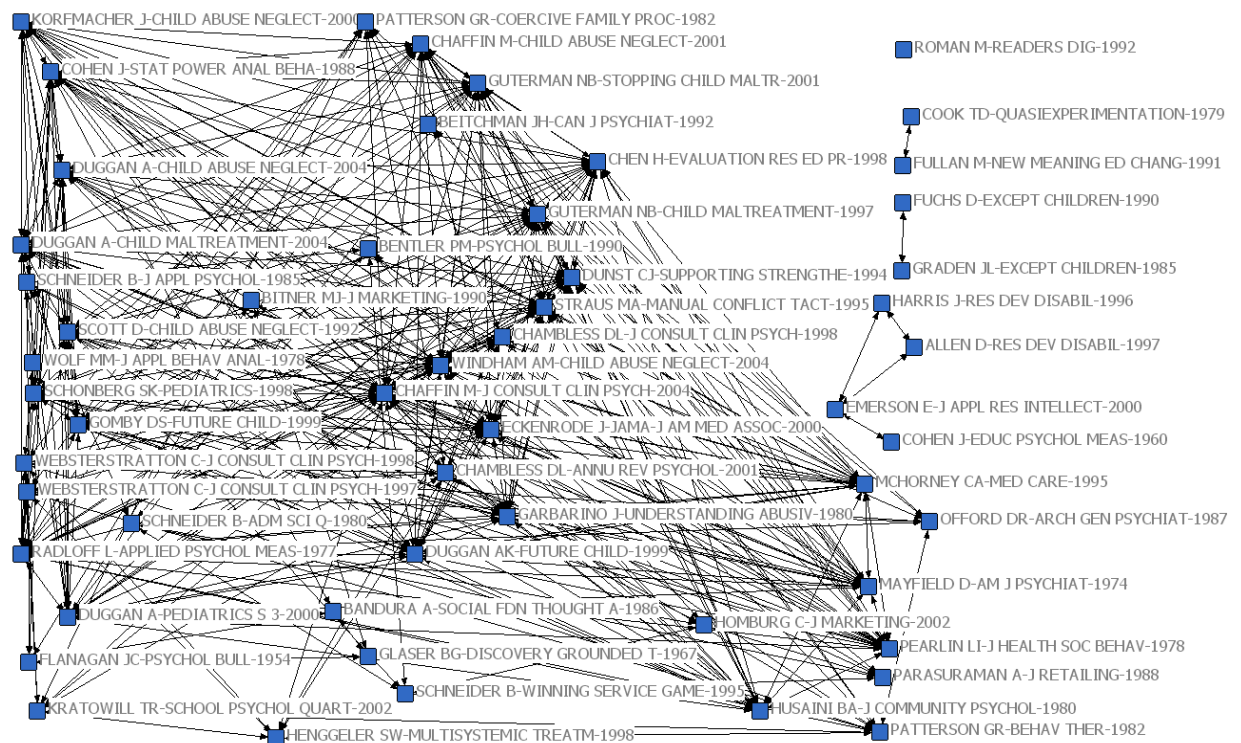 KORFMACHER J-CHILD ABUSE NEGLECT-2000
PATTERSON GR-COERCIVE FAMILY PROC-1982
CHAFFIN M-CHILD ABUSE NEGLECT-2001
ROMAN M-READERS DIG-1992
COHEN J-STAT POWER ANAL BEHA-1988
GUTERMAN NB-STOPPING CHILD MALTR-2001
COOK TD-QUASIEXPERIMENTATION-1979
BEITCHMAN JH-CAN J PSYCHIAT-1992
CHEN H-EVALUATION RES ED PR-1998
FULLAN M-NEW MEANING ED CHANG-1991
DUGGAN A-CHILD ABUSE NEGLECT-2004
FUCHS D-EXCEPT CHILDREN-1990
GUTERMAN NB-CHILD MALTREATMENT-1997
DUGGAN A-CHILD MALTREATMENT-2004
BENTLER PM-PSYCHOL BULL-1990
GRADEN JL-EXCEPT CHILDREN-1985
DUNST CJ-SUPPORTING STRENGTHE-1994
SCHNEIDER B-J APPL PSYCHOL-1985
BITNER MJ-J MARKETING-1990
HARRIS J-RES DEV DISABIL-1996
STRAUS MA-MANUAL CONFLICT TACT-1995
SCOTT D-CHILD ABUSE NEGLECT-1992
CHAMBLESS DL-J CONSULT CLIN PSYCH-1998
ALLEN D-RES DEV DISABIL-1997
WOLF MM-J APPL BEHAV ANAL-1978
WINDHAM AM-CHILD ABUSE NEGLECT-2004
SCHONBERG SK-PEDIATRICS-1998
CHAFFIN M-J CONSULT CLIN PSYCH-2004
EMERSON E-J APPL RES INTELLECT-2000
GOMBY DS-FUTURE CHILD-1999
ECKENRODE J-JAMA-J AM MED ASSOC-2000
COHEN J-EDUC PSYCHOL MEAS-1960
WEBSTERSTRATTON C-J CONSULT CLIN PSYCH-1998
CHAMBLESS DL-ANNU REV PSYCHOL-2001
MCHORNEY CA-MED CARE-1995
WEBSTERSTRATTON C-J CONSULT CLIN PSYCH-1997
SCHNEIDER B-ADM SCI Q-1980
GARBARINO J-UNDERSTANDING ABUSIV-1980
OFFORD DR-ARCH GEN PSYCHIAT-1987
RADLOFF L-APPLIED PSYCHOL MEAS-1977
DUGGAN AK-FUTURE CHILD-1999
MAYFIELD D-AM J PSYCHIAT-1974
DUGGAN A-PEDIATRICS S 3-2000
BANDURA A-SOCIAL FDN THOUGHT A-1986
HOMBURG C-J MARKETING-2002
PEARLIN LI-J HEALTH SOC BEHAV-1978
FLANAGAN JC-PSYCHOL BULL-1954
GLASER BG-DISCOVERY GROUNDED T-1967
PARASURAMAN A-J RETAILING-1988
SCHNEIDER B-WINNING SERVICE GAME-1995
KRATOWILL TR-SCHOOL PSYCHOL QUART-2002
HUSAINI BA-J COMMUNITY PSYCHOL-1980
PATTERSON GR-BEHAV THER-1982
HENGGELER SW-MULTISYSTEMIC TREATM-1998